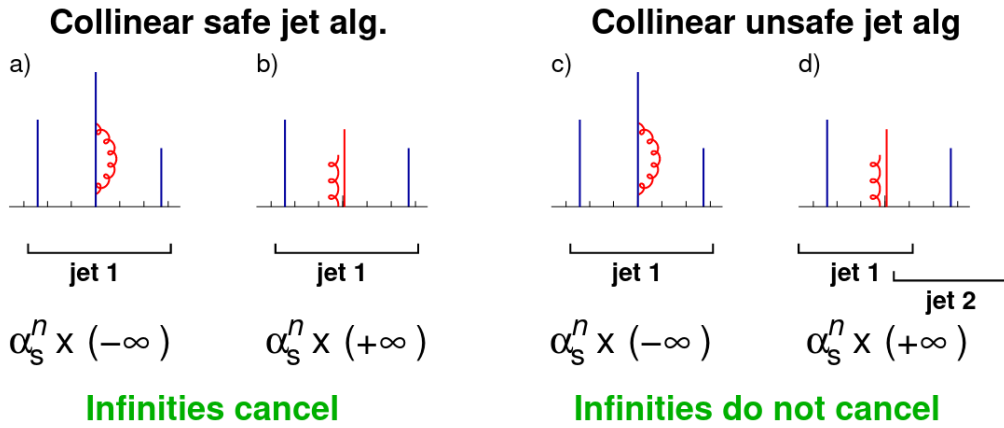 Collinear safe jet alg.
Collinear unsafe jet alg
a)
b)
c)
d)
jet 1
jet 1
jet 1
jet 1
jet 2
αₛⁿ x (−∞)
αₛⁿ x (+∞)
αₛⁿ x (−∞)
αₛⁿ x (+∞)
Infinities cancel
Infinities do not cancel